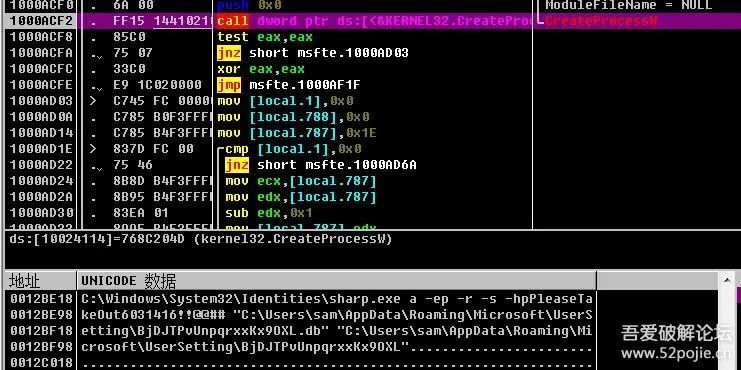 1000ACF0 . 6A 00 push 0x0 ModuleFileName = NULL
1000ACF2 . FF15 14410210 call dword ptr ds:[<&KERNEL32.CreateProc CreateProcessW
1000ACF8 . 85C0 test eax,eax
1000ACFA . 75 07 jnz short msfte.1000AD03
1000ACFC . 33C0 xor eax,eax
1000ACFE . E9 1C020000 jmp msfte.1000AF1F
1000AD03 > C745 FC 0000 mov [local.1],0x0
1000AD0A . C785 B0F3FFF mov [local.788],0x0
1000AD14 . C785 B4F3FFF mov [local.787],0x1E
1000AD1E > 837D FC 00 cmp [local.1],0x0
1000AD22 . 75 46 jnz short msfte.1000AD6A
1000AD24 . 8B8D B4F3FFF mov ecx,[local.787]
1000AD2A . 8B95 B4F3FFF mov edx,[local.787]
1000AD30 . 83EA 01 sub edx,0x1
ds:[10024114]=768C204D (kernel32.CreateProcessW)
地址 UNICODE 数据
0012BE18 C:\Windows\System32\Identities\sharp.exe a -ep -r -s -hpPleaseTa
0012BE98 keOut6031416!!@@## "C:\Users\sam\AppData\Roaming\Microsoft\UserS
0012BF18 etting\BjDJTPvUnpqrxxKx9OXL.db" "C:\Users\sam\AppData\Roaming\Mi
0012BF98 crosoft\UserSetting\BjDJTPvUnpqrxxKx9OXL"......................
0012C018 ................................................................
吾爱破解论坛
www.52pojie.cn